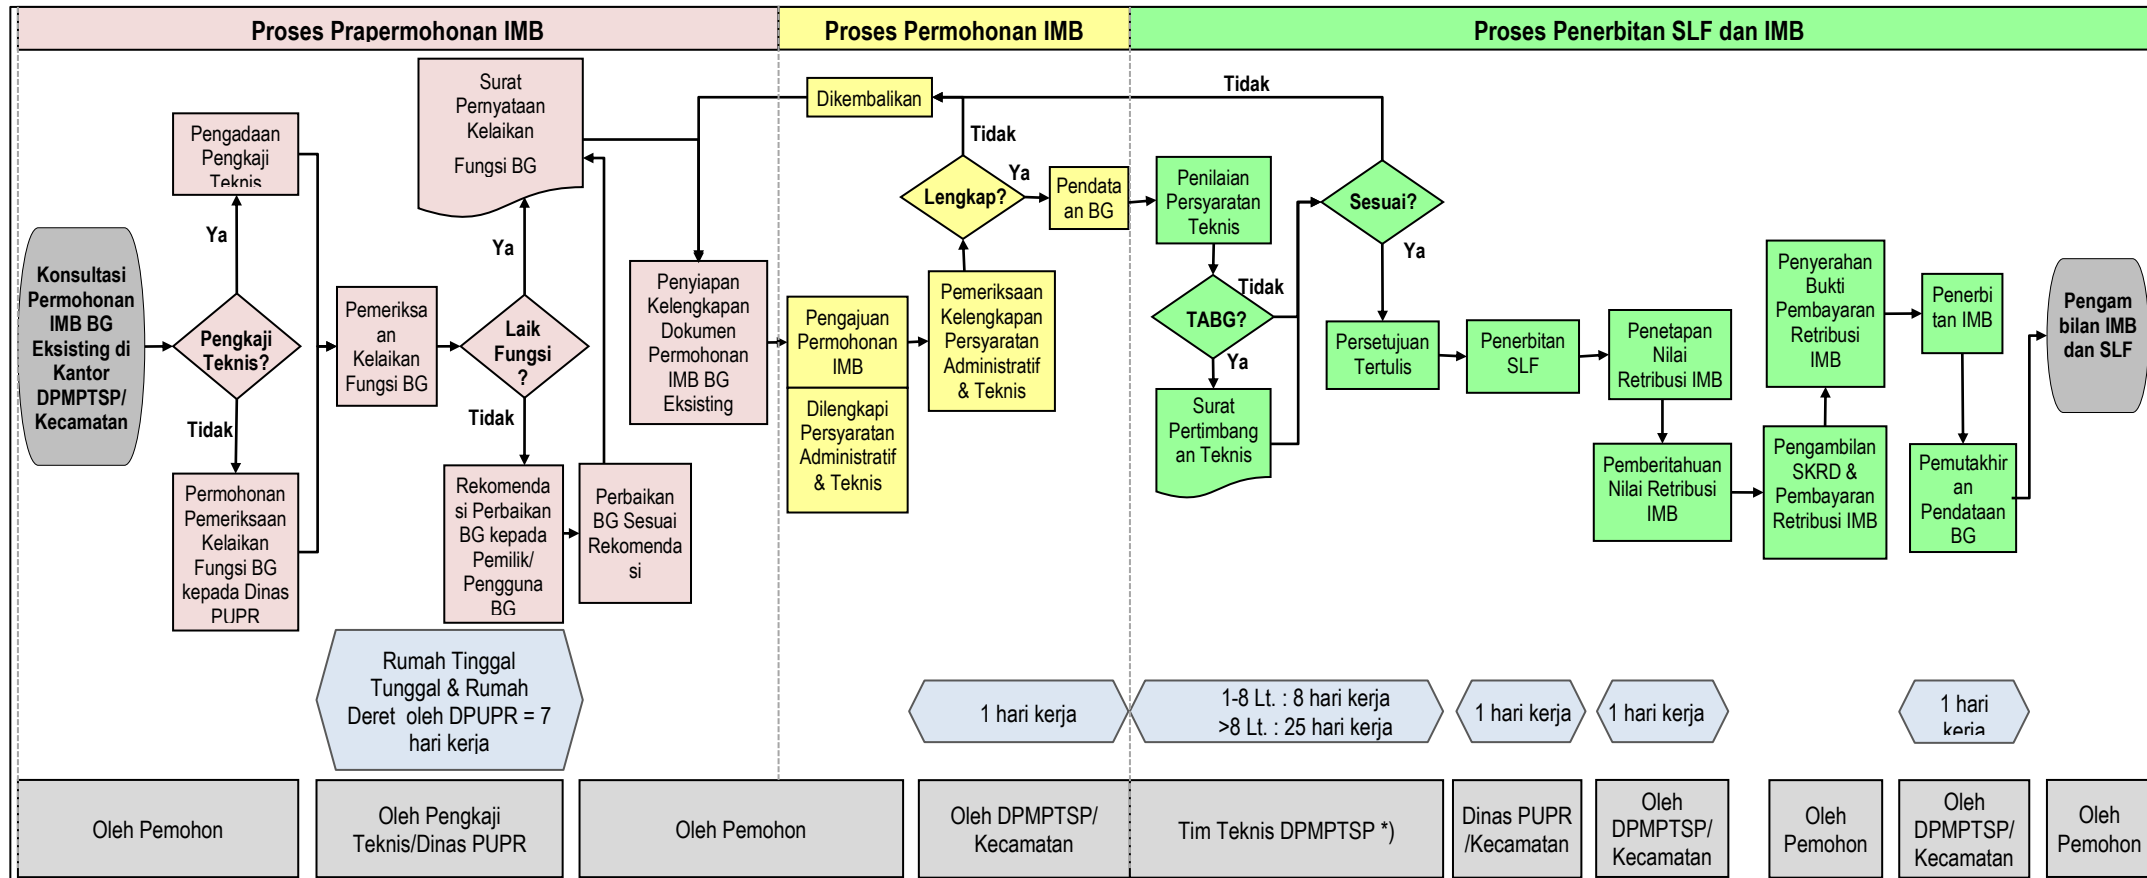 Proses Prapermohonan IMB
Proses Permohonan IMB
Proses Penerbitan SLF dan IMB
Konsultasi
Permohonan
IMB BG
Eksisting di
Kantor
DPMPTSP/
Kecamatan
Pengadaan
Pengkaji
Teknis
Ya
Pengkaji
Teknis?
Tidak
Permohonan
Pemeriksaan
Kelaikan
Fungsi BG
kepada Dinas
PUPR
Pemeriksa
an
Kelaikan
Fungsi BG
Surat
Pernyataan
Kelaikan
Fungsi BG
Ya
Laik
Fungsi
?
Tidak
Rekomenda
si Perbaikan
BG kepada
Pemilik/
Pengguna
BG
Perbaikan
BG Sesuai
Rekomenda
si
Penyiapan
Kelengkapan
Dokumen
Permohonan
IMB BG
Eksisting
Dikembalikan
Pengajuan
Permohonan
IMB
Dilengkapi
Persyaratan
Administratif
& Teknis
Tidak
Lengkap?
Ya
Pemeriksaan
Kelengkapan
Persyaratan
Administratif
& Teknis
Pendata
an BG
Penilaian
Persyaratan
Teknis
Tidak
TABG?
Ya
Surat
Pertimbang
an Teknis
Tidak
Sesuai?
Ya
Persetujuan
Tertulis
Penerbitan
SLF
Penetapan
Nilai
Retribusi IMB
Pemberitahuan
Nilai Retribusi
IMB
Penyerahan
Bukti
Pembayaran
Retribusi
IMB
Pengambilan
SKRD &
Pembayaran
Retribusi IMB
Penerbi
tan IMB
Pemutakhir
an
Pendataan
BG
Pengam
bilan IMB
dan SLF
Rumah Tinggal
Tunggal & Rumah
Deret oleh DPUPR = 7
hari kerja
1 hari kerja
1-8 Lt. : 8 hari kerja
>8 Lt. : 25 hari kerja
1 hari kerja
1 hari kerja
1 hari
kerja
Oleh Pemohon
Oleh Pengkaji
Teknis/Dinas PUPR
Oleh Pemohon
Oleh DPMPTSP/
Kecamatan
Tim Teknis DPMPTSP *)
Dinas PUPR
/Kecamatan
Oleh
DPMPTSP/
Kecamatan
Oleh
Pemohon
Oleh
DPMPTSP/
Kecamatan
Oleh
Pemohon